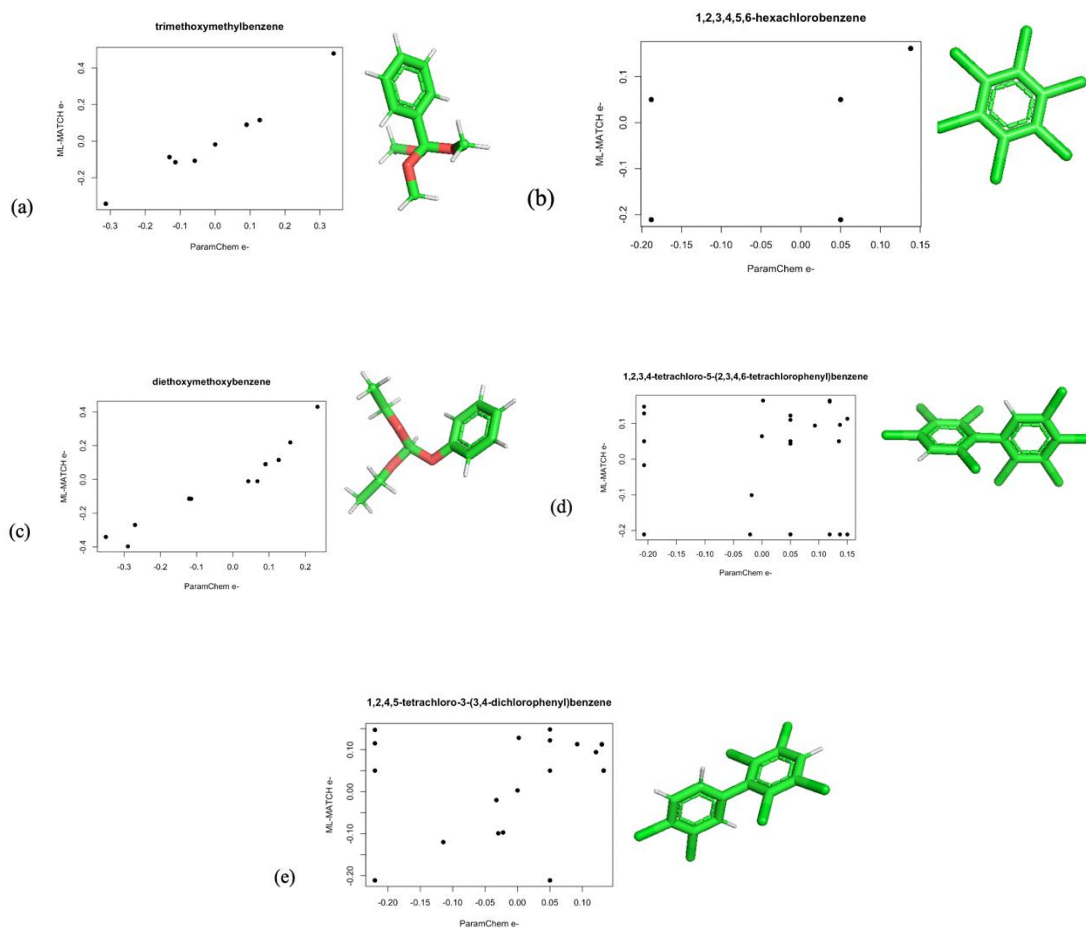 trimethoxymethylbenzene
ML-MATCH e-
0.4
0.2
0.0
-0.2
-0.3 -0.2 -0.1 0.0 0.1 0.2 0.3
ParamChem e-
(a)
1,2,3,4,5,6-hexachlorobenzene
ML-MATCH e-
0.1
0.0
-0.1
-0.2
-0.20 -0.15 -0.10 -0.05 0.00 0.05 0.10 0.15
ParamChem e-
(b)
diethoxymethoxybenzene
ML-MATCH e-
0.4
0.2
0.0
-0.2
-0.4
-0.3 -0.2 -0.1 0.0 0.1 0.2
ParamChem e-
(c)
1,2,3,4-tetrachloro-5-(2,3,4,6-tetrachlorophenyl)benzene
ML-MATCH e-
0.1
0.0
-0.1
-0.2
-0.20 -0.15 -0.10 -0.05 0.00 0.05 0.10 0.15
ParamChem e-
(d)
1,2,4,5-tetrachloro-3-(3,4-dichlorophenyl)benzene
ML-MATCH e-
0.10
0.00
-0.10
-0.20
-0.20 -0.15 -0.10 -0.05 0.00 0.05 0.10
ParamChem e-
(e)